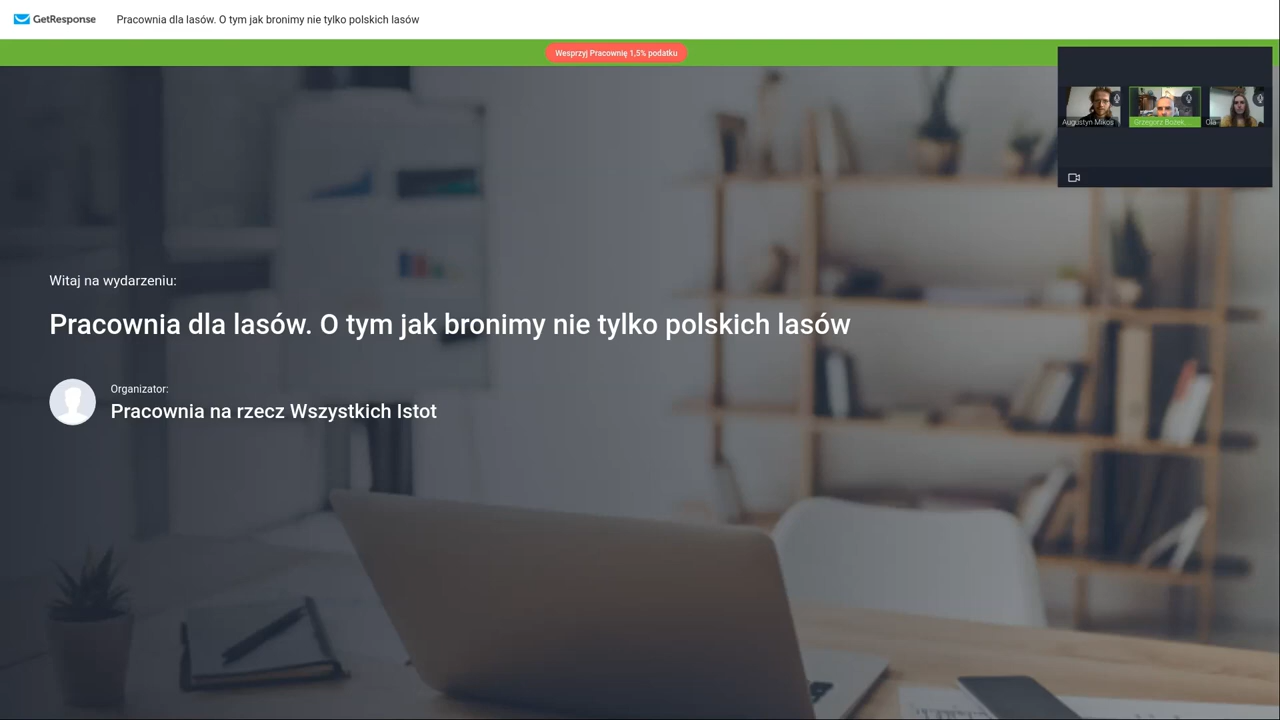 GetResponse
Pracownia dla lasów. O tym jak bronimy nie tylko polskich lasów
Wesprzyj Pracownię 1,5% podatku
Augustyn Mikos
Grzegorz Bożek
Ola
Witaj na wydarzeniu:
Pracownia dla lasów. O tym jak bronimy nie tylko polskich lasów
Organizator:
Pracownia na rzecz Wszystkich Istot